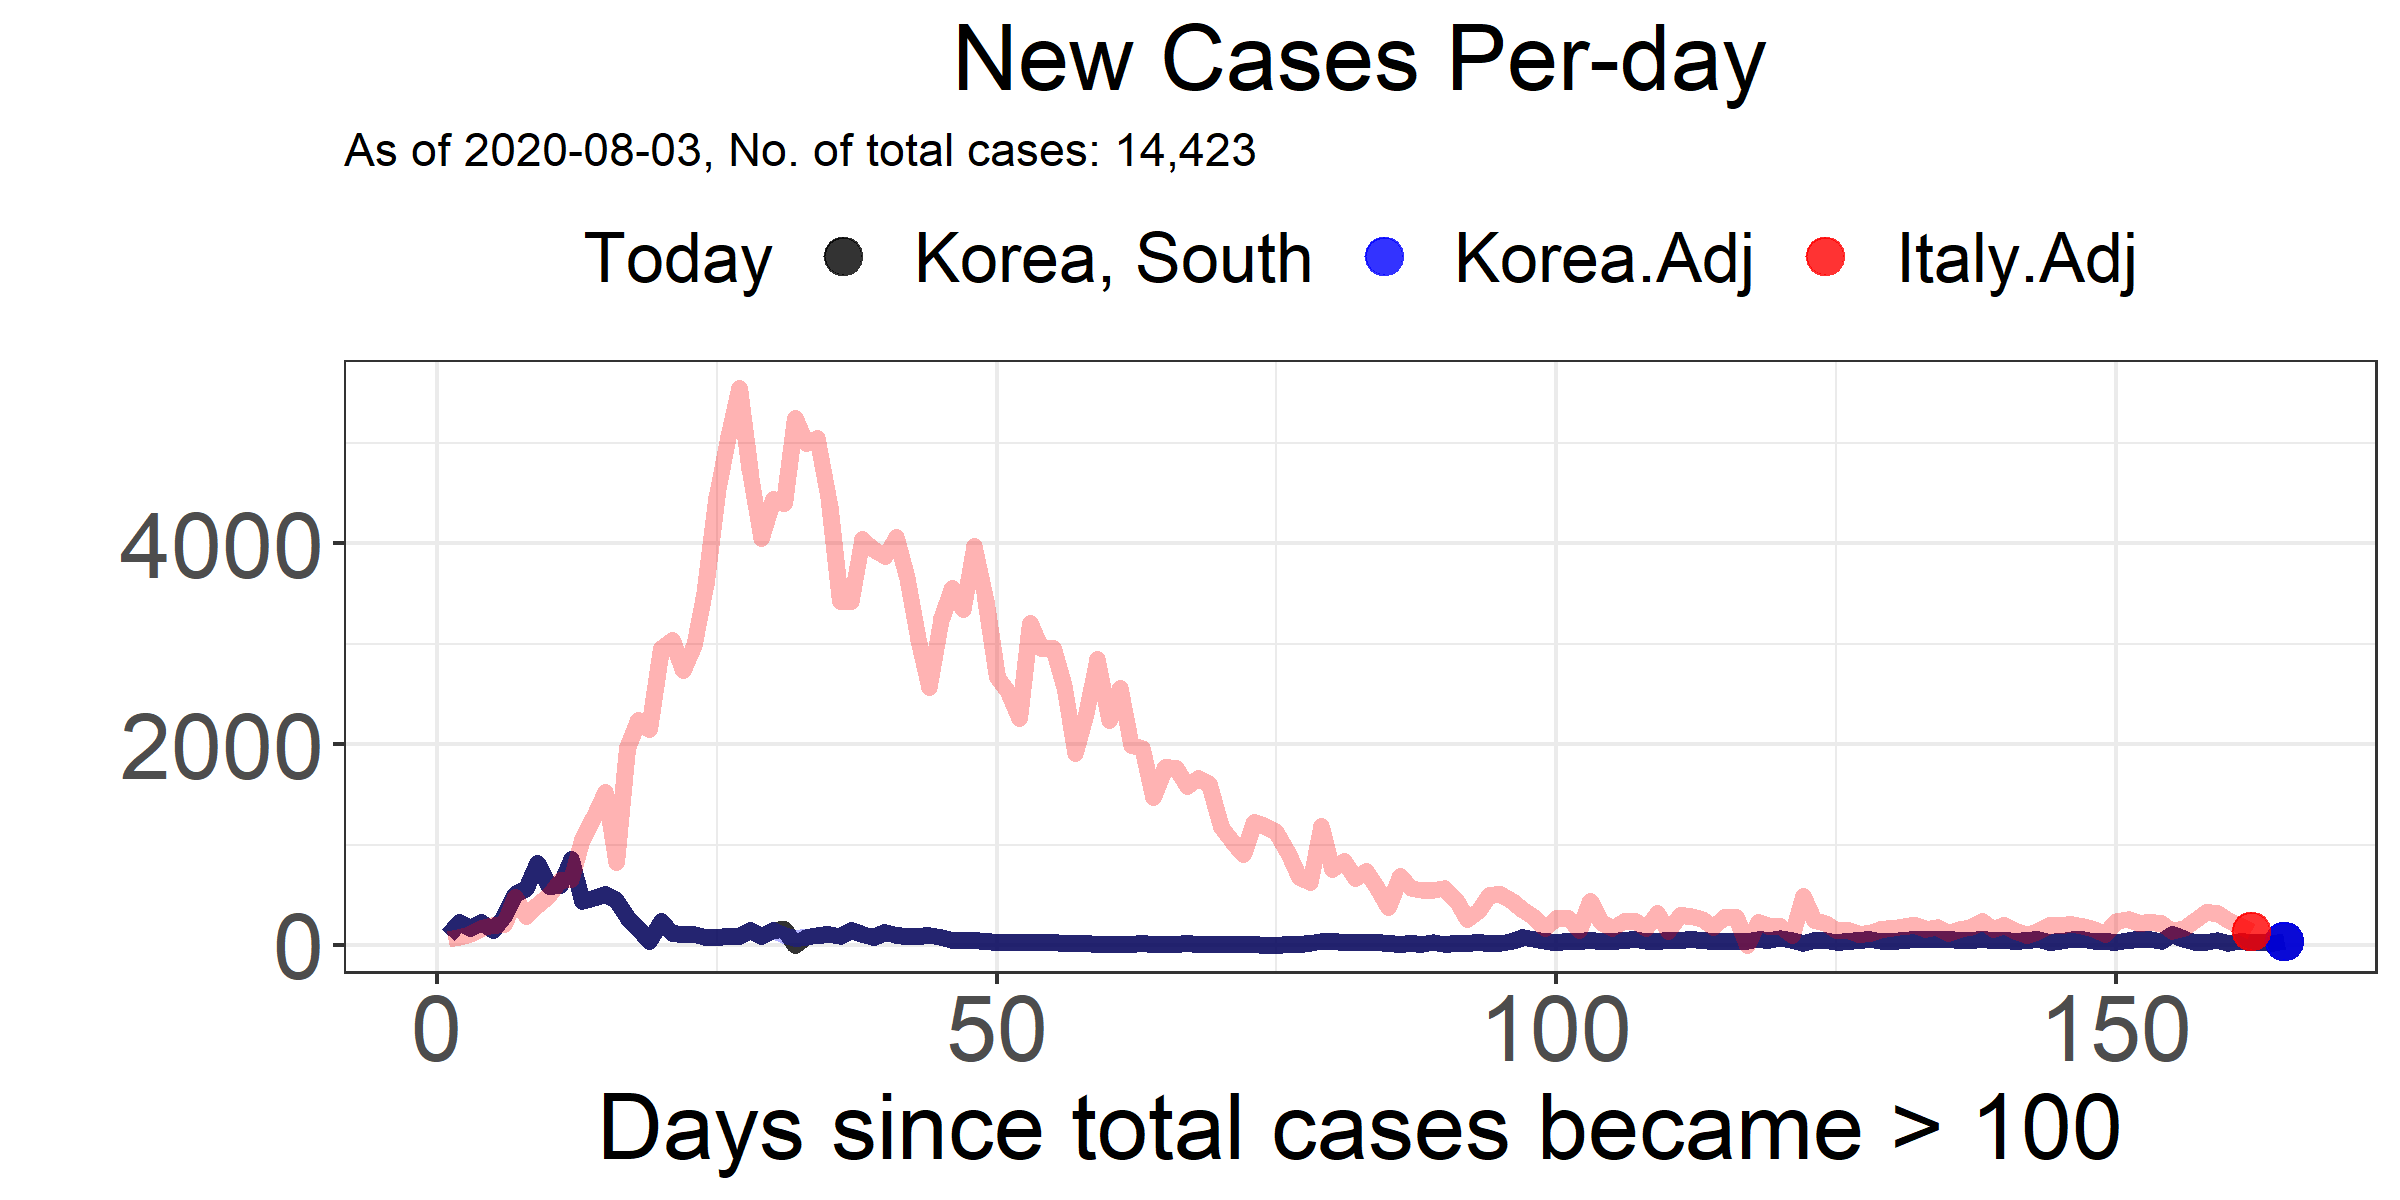 New Cases Per-day
As of 2020-08-03, No. of total cases: 14,423
Today Korea, South Korea.Adj Italy.Adj
4000
2000
0
0 50 100 150
Days since total cases became > 100